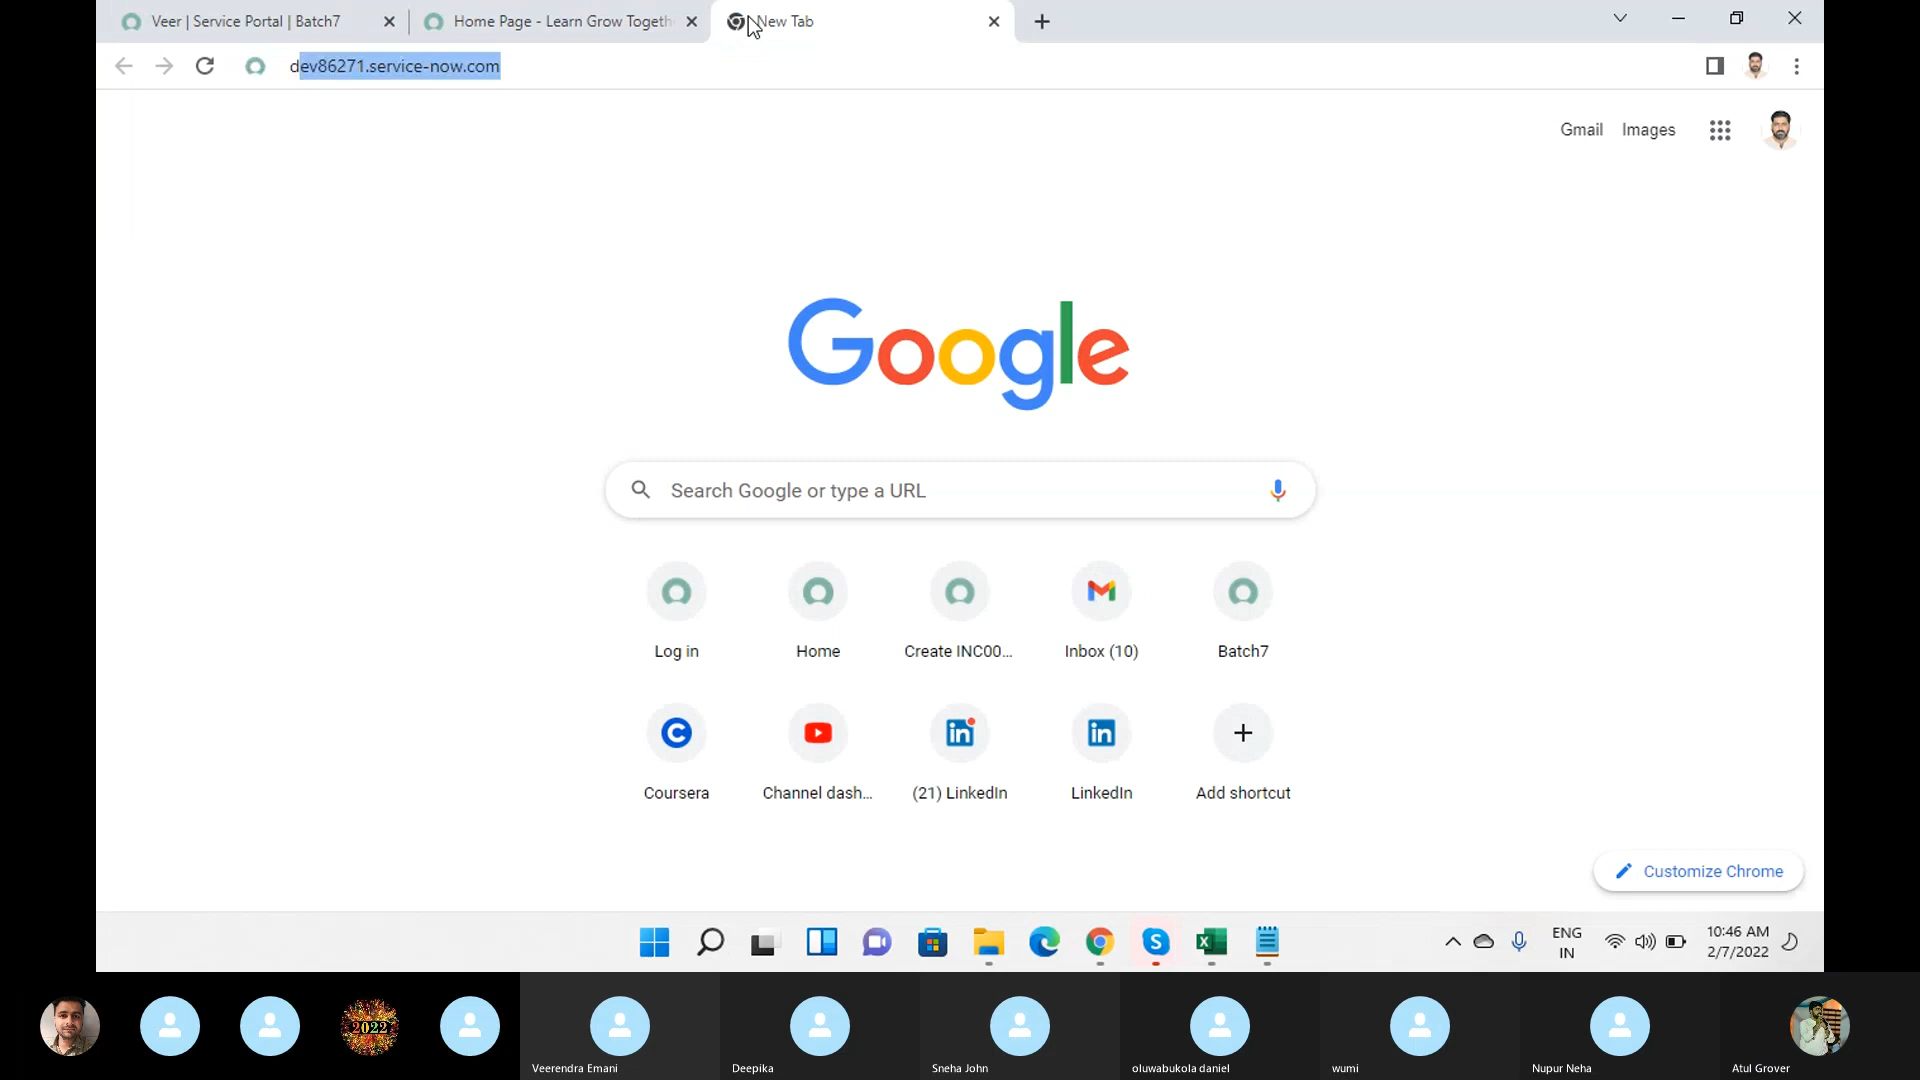 Veer | Service Portal | Batch7
Home Page - Learn Grow Togeth
New Tab
dev86271.service-now.com
Gmail
Images
Google
Search Google or type a URL
Log in
Home
Create INC00...
Inbox (10)
Batch7
Coursera
Channel dash...
(21) LinkedIn
LinkedIn
Add shortcut
Customize Chrome
ENG
IN
10:46 AM
2/7/2022
2022
Veerendra Emani
Deepika
Sneha John
oluwabukola daniel
wumi
Nupur Neha
Atul Grover